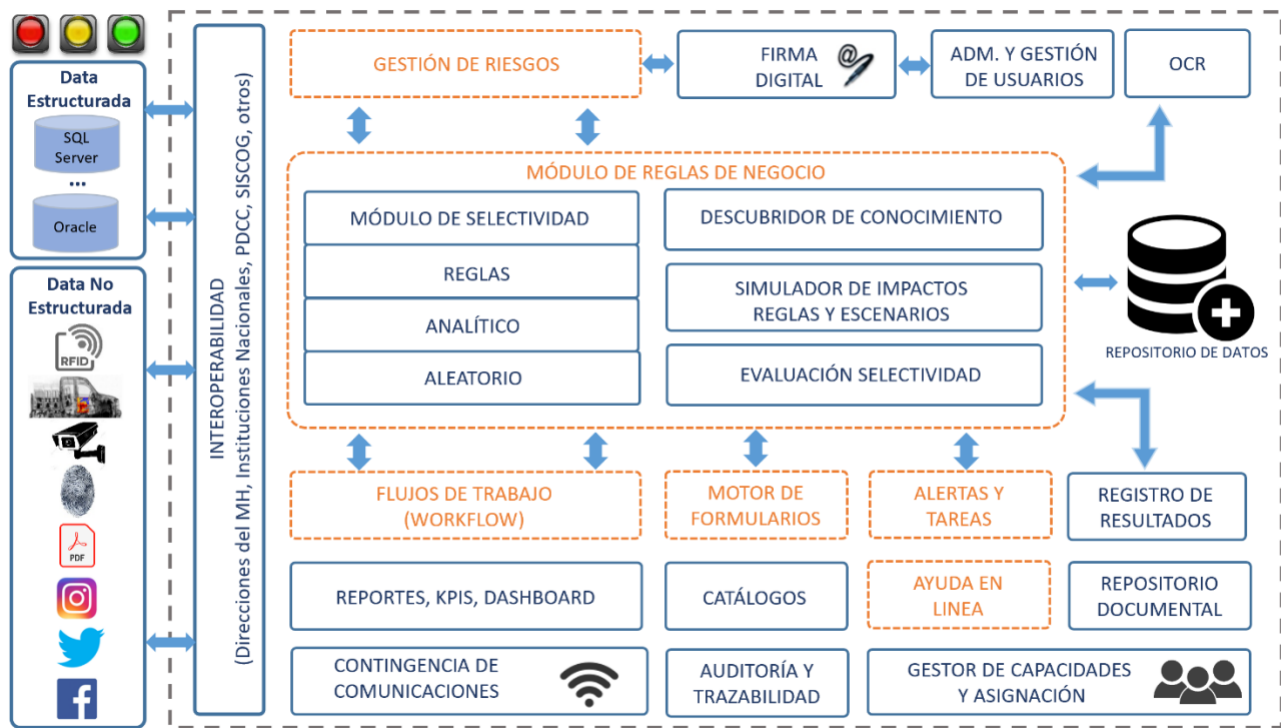 Data
Estructurada
SQL
Server
...
Oracle
Data No
Estructurada
RFID
PDF
INTEROPERABILIDAD
(Direcciones del MH, Instituciones Nacionales, PDCC, SISCOG, otros)
GESTIÓN DE RIESGOS
FIRMA
DIGITAL
@
ADM. Y GESTIÓN
DE USUARIOS
OCR
MÓDULO DE REGLAS DE NEGOCIO
MÓDULO DE SELECTIVIDAD
REGLAS
ANALÍTICO
ALEATORIO
DESCUBRIDOR DE CONOCIMIENTO
SIMULADOR DE IMPACTOS
REGLAS Y ESCENARIOS
EVALUACIÓN SELECTIVIDAD
REPOSITORIO DE DATOS
FLUJOS DE TRABAJO
(WORKFLOW)
MOTOR DE
FORMULARIOS
ALERTAS Y
TAREAS
REGISTRO DE
RESULTADOS
REPORTES, KPIS, DASHBOARD
CATÁLOGOS
AYUDA EN
LINEA
REPOSITORIO
DOCUMENTAL
CONTINGENCIA DE
COMUNICACIONES
AUDITORÍA Y
TRAZABILIDAD
GESTOR DE CAPACIDADES
Y ASIGNACIÓN